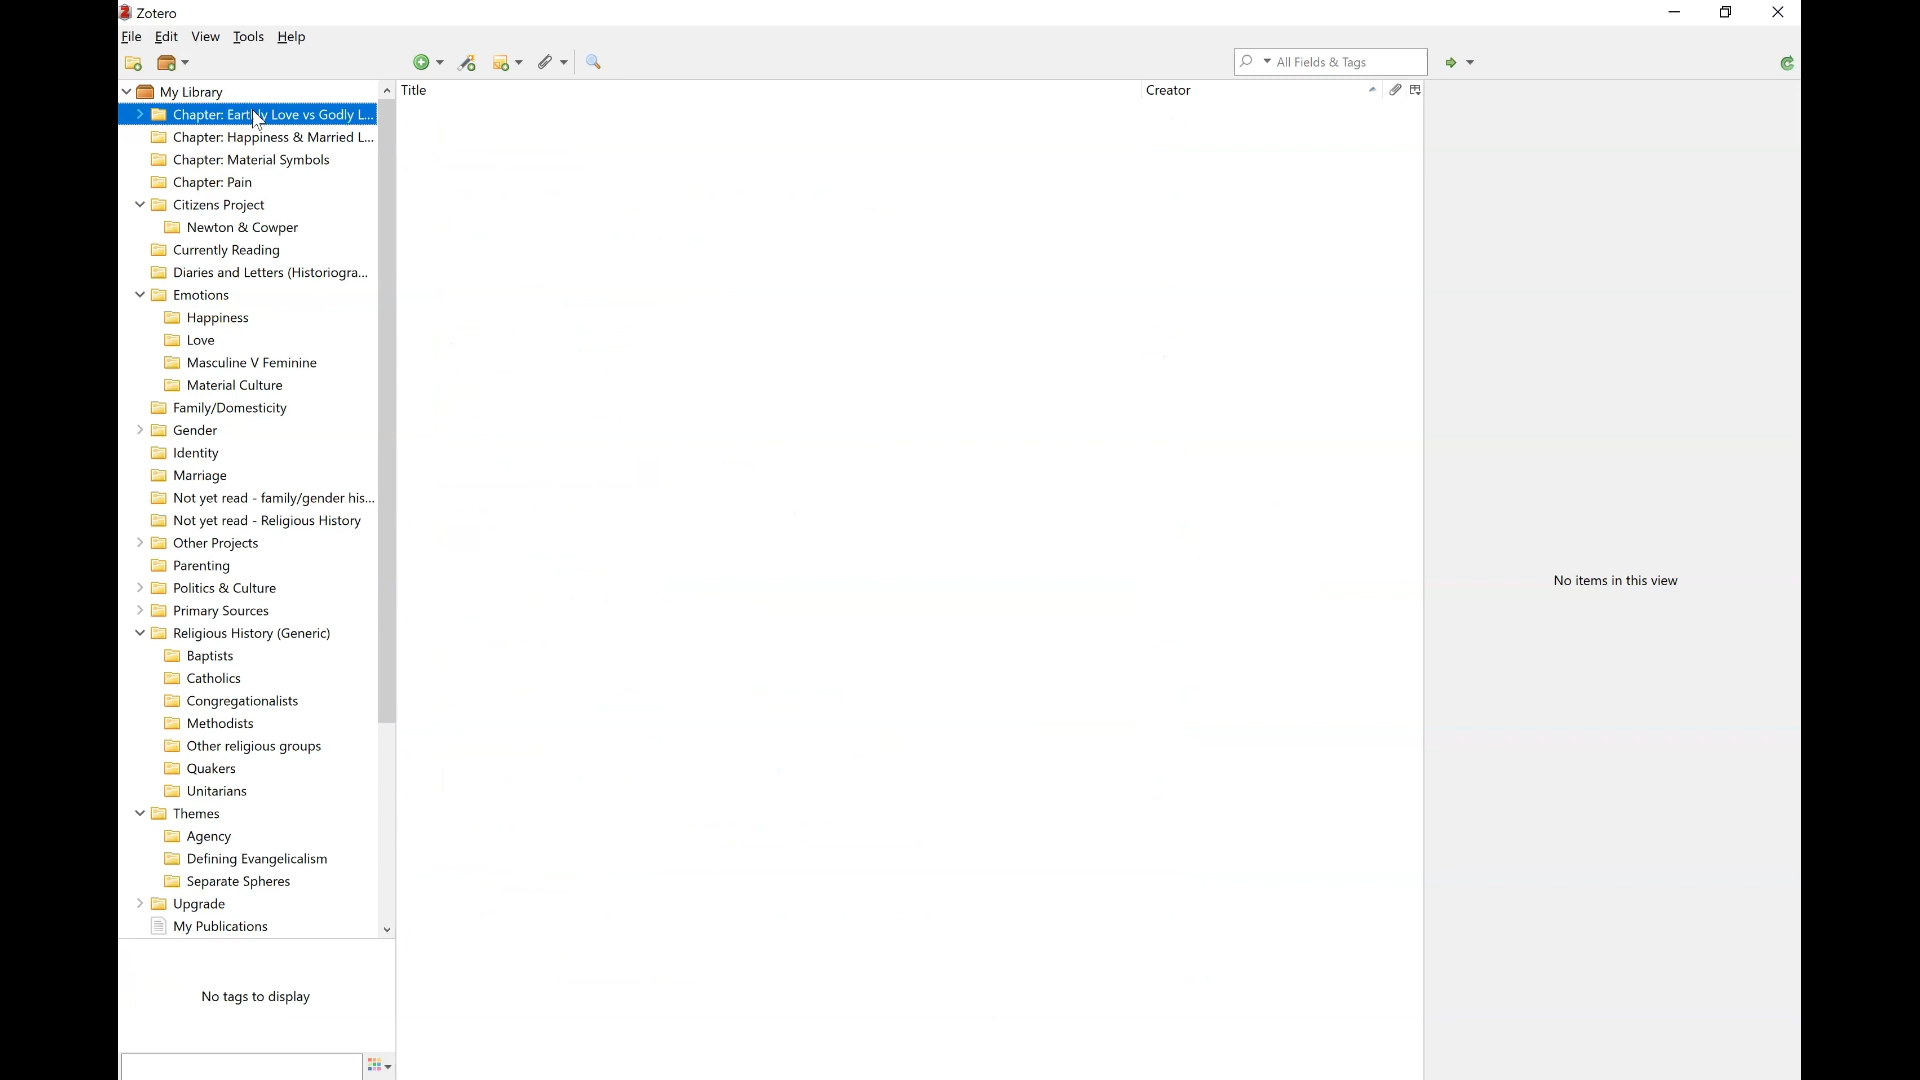 Zotero
File Edit View Tools Help
All Fields & Tags
Title Creator
My Library
Chapter: Earthly Love vs Godly L...
Chapter: Happiness & Married L...
Chapter: Material Symbols
Chapter: Pain
Citizens Project
Newton & Cowper
Currently Reading
Diaries and Letters (Historiogra...
Emotions
Happiness
Love
Masculine V Feminine
Material Culture
Family/Domesticity
Gender
Identity
Marriage
Not yet read - family/gender his...
Not yet read - Religious History
Other Projects
Parenting
Politics & Culture
Primary Sources
Religious History (Generic)
Baptists
Catholics
Congregationalists
Methodists
Other religious groups
Quakers
Unitarians
Themes
Agency
Defining Evangelicalism
Separate Spheres
Upgrade
My Publications
No tags to display
No items in this view